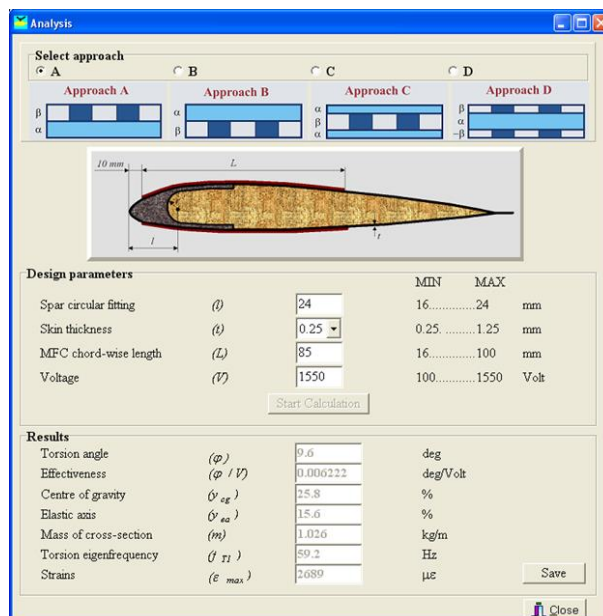 Analysis
Select approach
A B C D
Approach A Approach B Approach C Approach D
β α α β
α β β α
α -β
10 mm L
l t
Design parameters
MIN MAX
Spar circular fitting (l) 24 16.............24 mm
Skin thickness (t) 0.25 0.25. .........1.25 mm
MFC chord-wise length (L) 85 16...........100 mm
Voltage (V) 1550 100...........1550 Volt
Start Calculation
Results
Torsion angle (φ) 9.6 deg
Effectiveness (φ / V) 0.006222 deg/Volt
Centre of gravity (y cg) 25.8 %
Elastic axis (y ea) 15.6 %
Mass of cross-section (m) 1.026 kg/m
Torsion eigenfrequency (f T1) 59.2 Hz
Strains (ε max) 2689 με
Save
Close